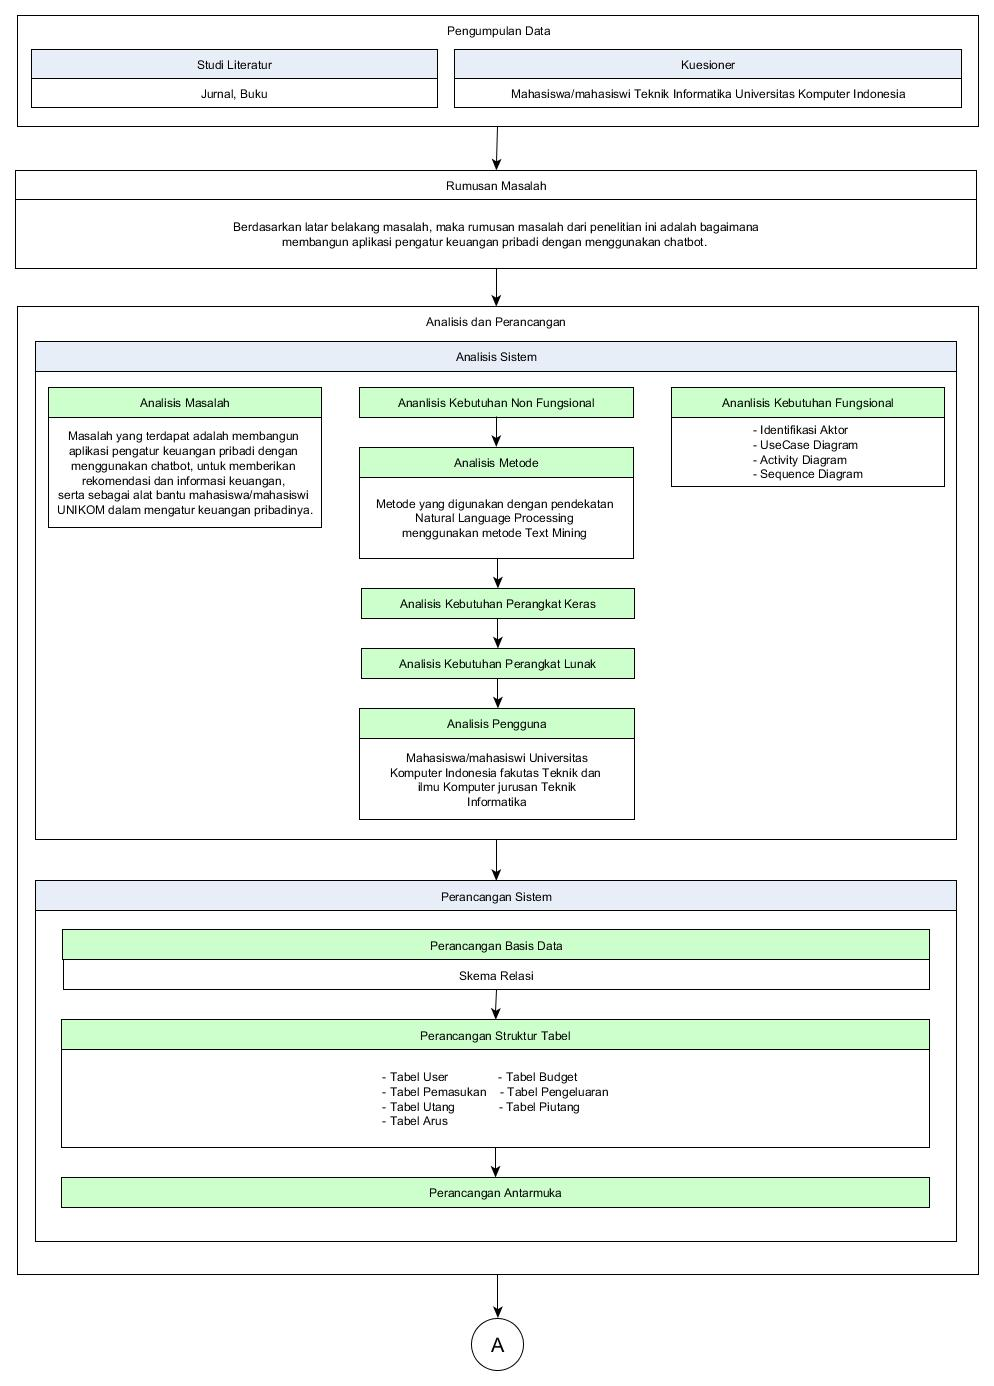 Pengumpulan Data
Studi Literatur
Jurnal, Buku
Kuesioner
Mahasiswa/mahasiswi Teknik Informatika Universitas Komputer Indonesia
Rumusan Masalah
Berdasarkan latar belakang masalah, maka rumusan masalah dari penelitian ini adalah bagaimana
membangun aplikasi pengatur keuangan pribadi dengan menggunakan chatbot.
Analisis dan Perancangan
Analisis Sistem
Analisis Masalah
Masalah yang terdapat adalah membangun
aplikasi pengatur keuangan pribadi dengan
menggunakan chatbot, untuk memberikan
rekomendasi dan informasi keuangan,
serta sebagai alat bantu mahasiswa/mahasiswi
UNIKOM dalam mengatur keuangan pribadinya.
Ananlisis Kebutuhan Non Fungsional
Analisis Metode
Metode yang digunakan dengan pendekatan
Natural Language Processing
menggunakan metode Text Mining
Analisis Kebutuhan Perangkat Keras
Analisis Kebutuhan Perangkat Lunak
Analisis Pengguna
Mahasiswa/mahasiswi Universitas
Komputer Indonesia fakutas Teknik dan
ilmu Komputer jurusan Teknik
Informatika
Ananlisis Kebutuhan Fungsional
- Identifikasi Aktor
- UseCase Diagram
- Activity Diagram
- Sequence Diagram
Perancangan Sistem
Perancangan Basis Data
Skema Relasi
Perancangan Struktur Tabel
- Tabel User - Tabel Budget
- Tabel Pemasukan - Tabel Pengeluaran
- Tabel Utang - Tabel Piutang
- Tabel Arus
Perancangan Antarmuka
A